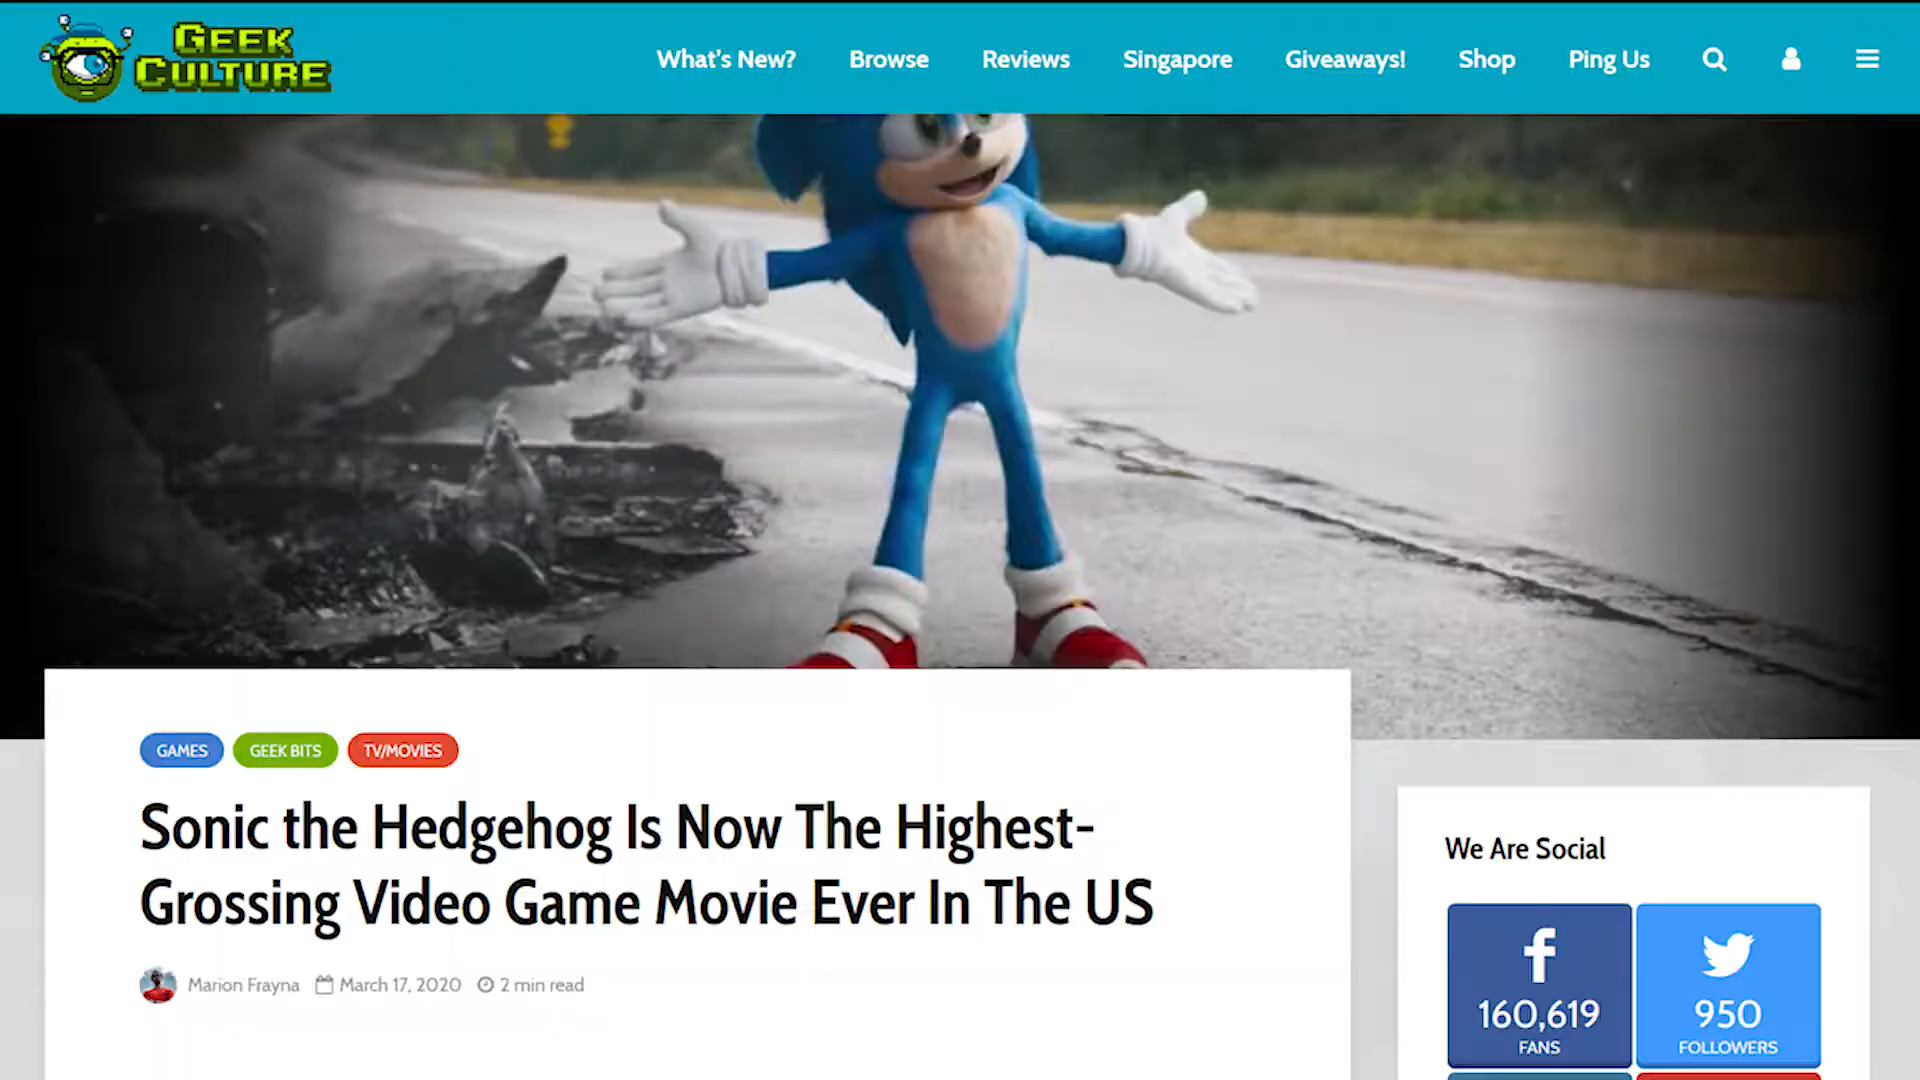 GEEK
CULTURE
What's New? Browse Reviews Singapore Giveaways! Shop Ping Us
GAMES GEEK BITS TV/MOVIES
Sonic the Hedgehog Is Now The Highest-
Grossing Video Game Movie Ever In The US
Marion Frayna March 17, 2020 2 min read
We Are Social
160,619
FANS
950
FOLLOWERS